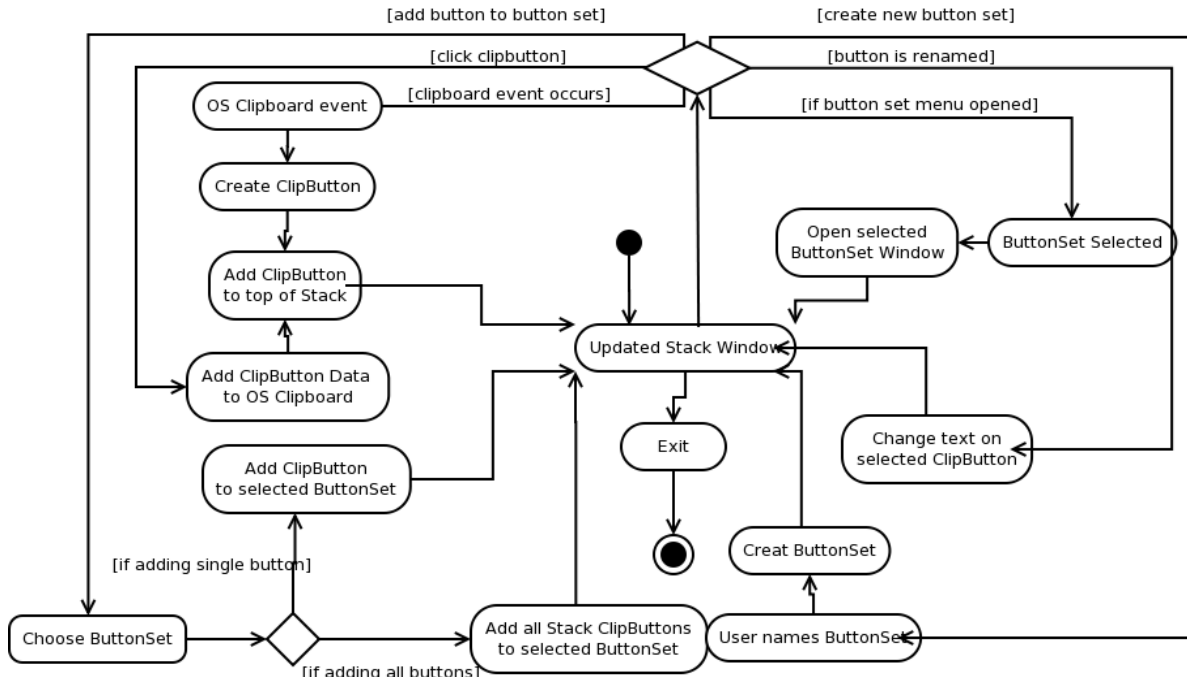 [add button to button set]
[create new button set]
[click clipbutton]
[button is renamed]
[clipboard event occurs]
[if button set menu opened]
OS Clipboard event
Create ClipButton
Open selected
ButtonSet Window
ButtonSet Selected
Add ClipButton
to top of Stack
Updated Stack Window
Add ClipButton Data
to OS Clipboard
Exit
Change text on
selected ClipButton
Add ClipButton
to selected ButtonSet
Creat ButtonSet
[if adding single button]
Choose ButtonSet
Add all Stack ClipButtons
to selected ButtonSet
User names ButtonSet
[if adding all buttons]